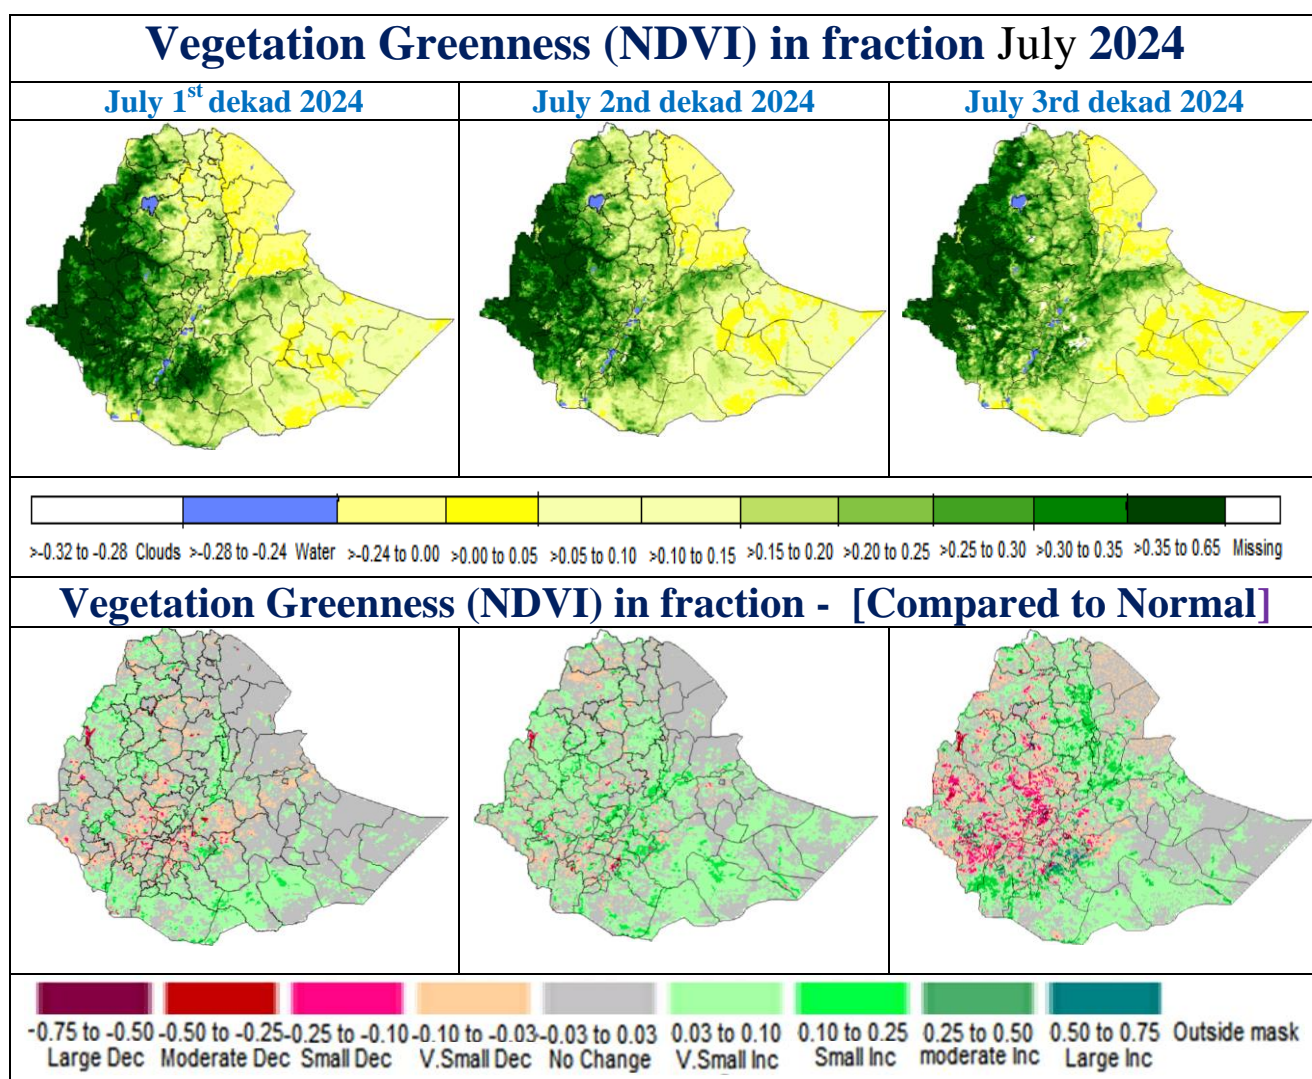 Vegetation Greenness (NDVI) in fraction July 2024
July 1st dekad 2024
July 2nd dekad 2024
July 3rd dekad 2024
>-0.32 to -0.28 Clouds >-0.28 to -0.24 Water >-0.24 to 0.00 >0.00 to 0.05 >0.05 to 0.10 >0.10 to 0.15 >0.15 to 0.20 >0.20 to 0.25 >0.25 to 0.30 >0.30 to 0.35 >0.35 to 0.65 Missing
Vegetation Greenness (NDVI) in fraction - [Compared to Normal]
-0.75 to -0.50 -0.50 to -0.25 -0.25 to -0.10 -0.10 to -0.03 -0.03 to 0.03 0.03 to 0.10 0.10 to 0.25 0.25 to 0.50 0.50 to 0.75 Outside mask
Large Dec Moderate Dec Small Dec V.Small Dec No Change V.Small Inc Small Inc moderate Inc Large Inc